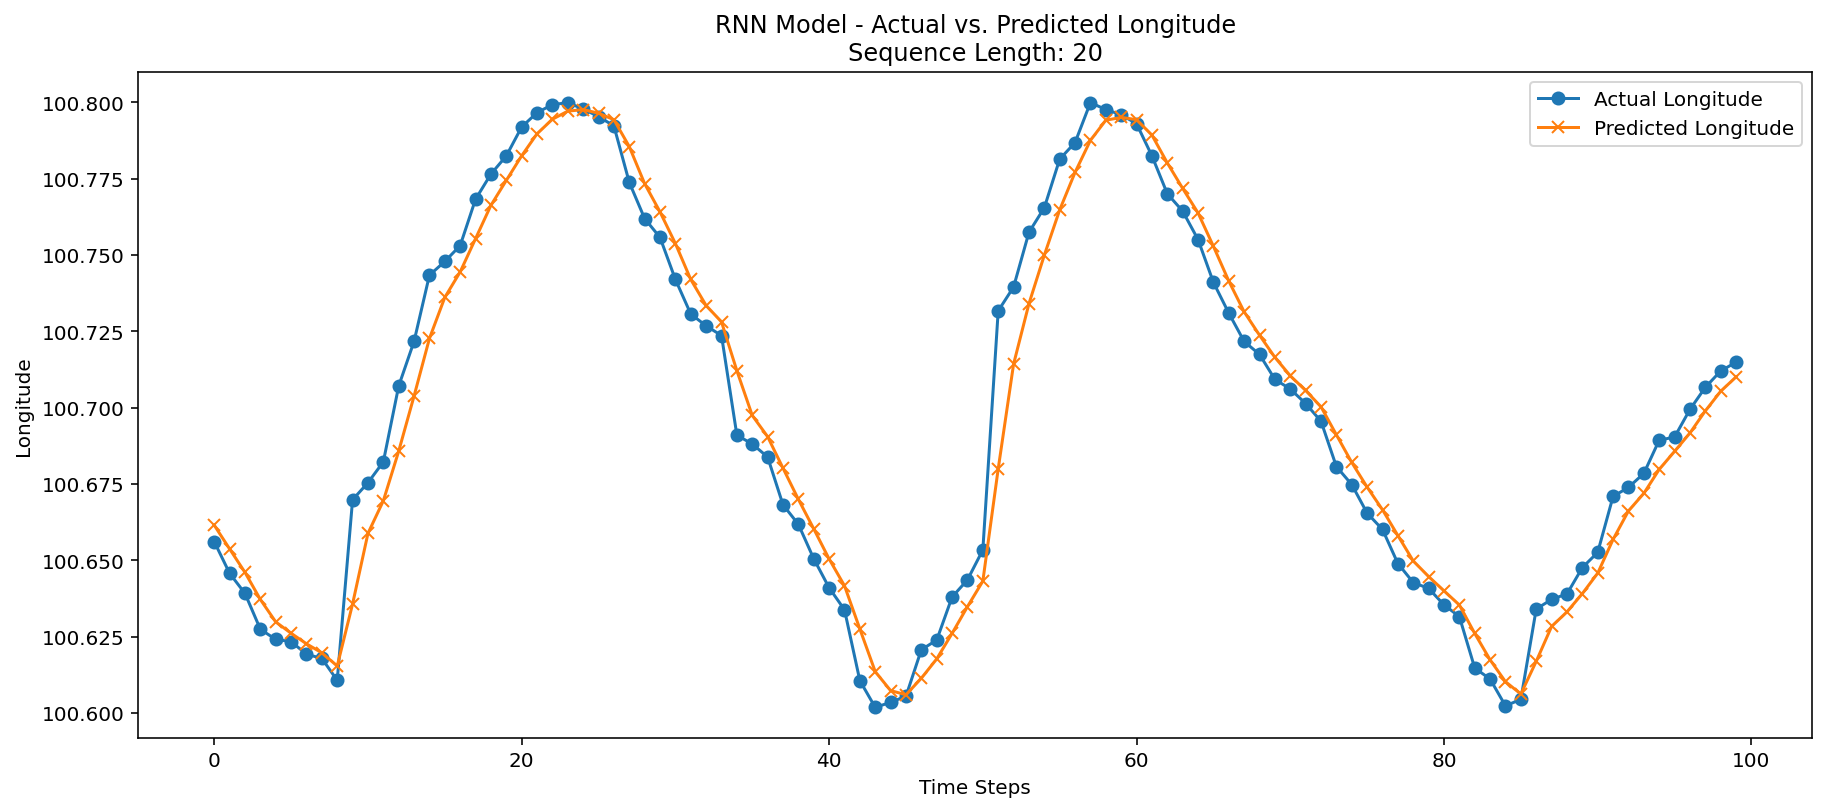 RNN Model - Actual vs. Predicted Longitude
Sequence Length: 20
Actual Longitude
Predicted Longitude
Longitude
100.800
100.775
100.750
100.725
100.700
100.675
100.650
100.625
100.600
0
20
40
60
80
100
Time Steps